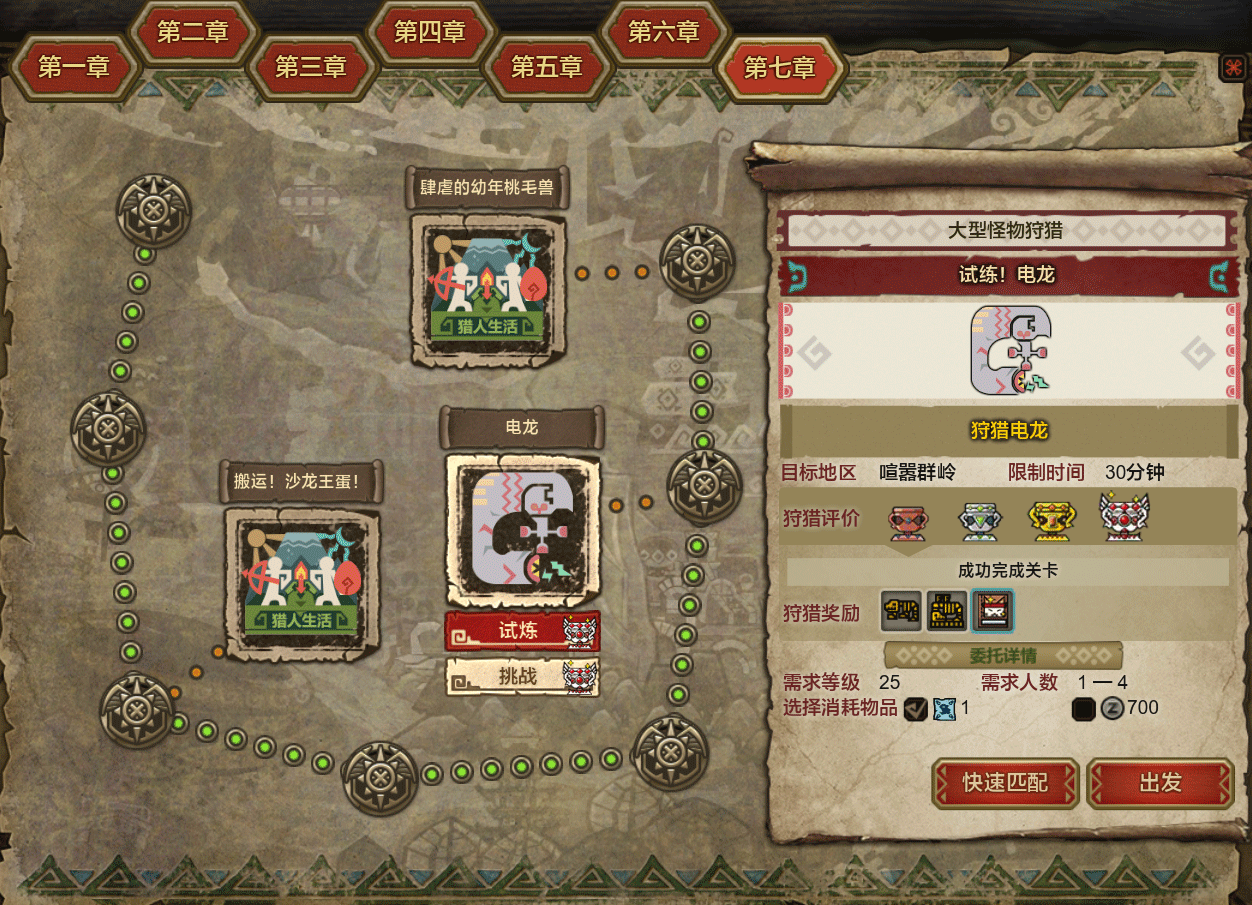 第一章
第二章
第三章
第四章
第五章
第六章
第七章
肆虐的幼年桃毛兽
猎人生活
电龙
试炼
挑战
搬运！沙龙王蛋！
猎人生活
大型怪物狩猎
试练！电龙
狩猎电龙
目标地区 喧嚣群岭 限制时间 30分钟
狩猎评价
成功完成关卡
狩猎奖励
委托详情
需求等级 25 需求人数 1 — 4
选择消耗物品 1 700
快速匹配 出发